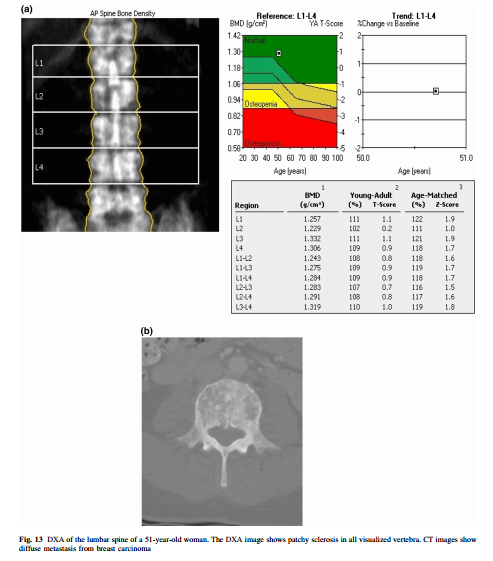 (a)
AP Spine Bone Density
L1
L2
L3
L4
Reference: L1-L4
BMD (g/cm²) YA T-Score
1.42 2
1.30 1
1.18 0
1.06 -1
0.94 -2
0.82 -3
0.70 -4
0.58 -5
Normal
Osteopenia
Osteoporosis
20 30 40 50 60 70 80 90 100
Age (years)
Trend: L1-L4
%Change vs Baseline
2
1
0
-1
-2
50.0 51.0
Age (years)
1 2 3
BMD Young-Adult Age-Matched
Region (g/cm²) (%) T-Score (%) Z-Score
L1 1.257 111 1.1 122 1.9
L2 1.229 102 0.2 111 1.0
L3 1.332 111 1.1 121 1.9
L4 1.306 109 0.9 118 1.7
L1-L2 1.243 108 0.8 118 1.6
L1-L3 1.275 109 0.9 119 1.7
L1-L4 1.284 109 0.9 118 1.7
L2-L3 1.283 107 0.7 116 1.5
L2-L4 1.291 108 0.8 117 1.6
L3-L4 1.319 110 1.0 119 1.8
(b)
Fig. 13 DXA of the lumbar spine of a 51-year-old woman. The DXA image shows patchy sclerosis in all visualized vertebra. CT images show
diffuse metastasis from breast carcinoma